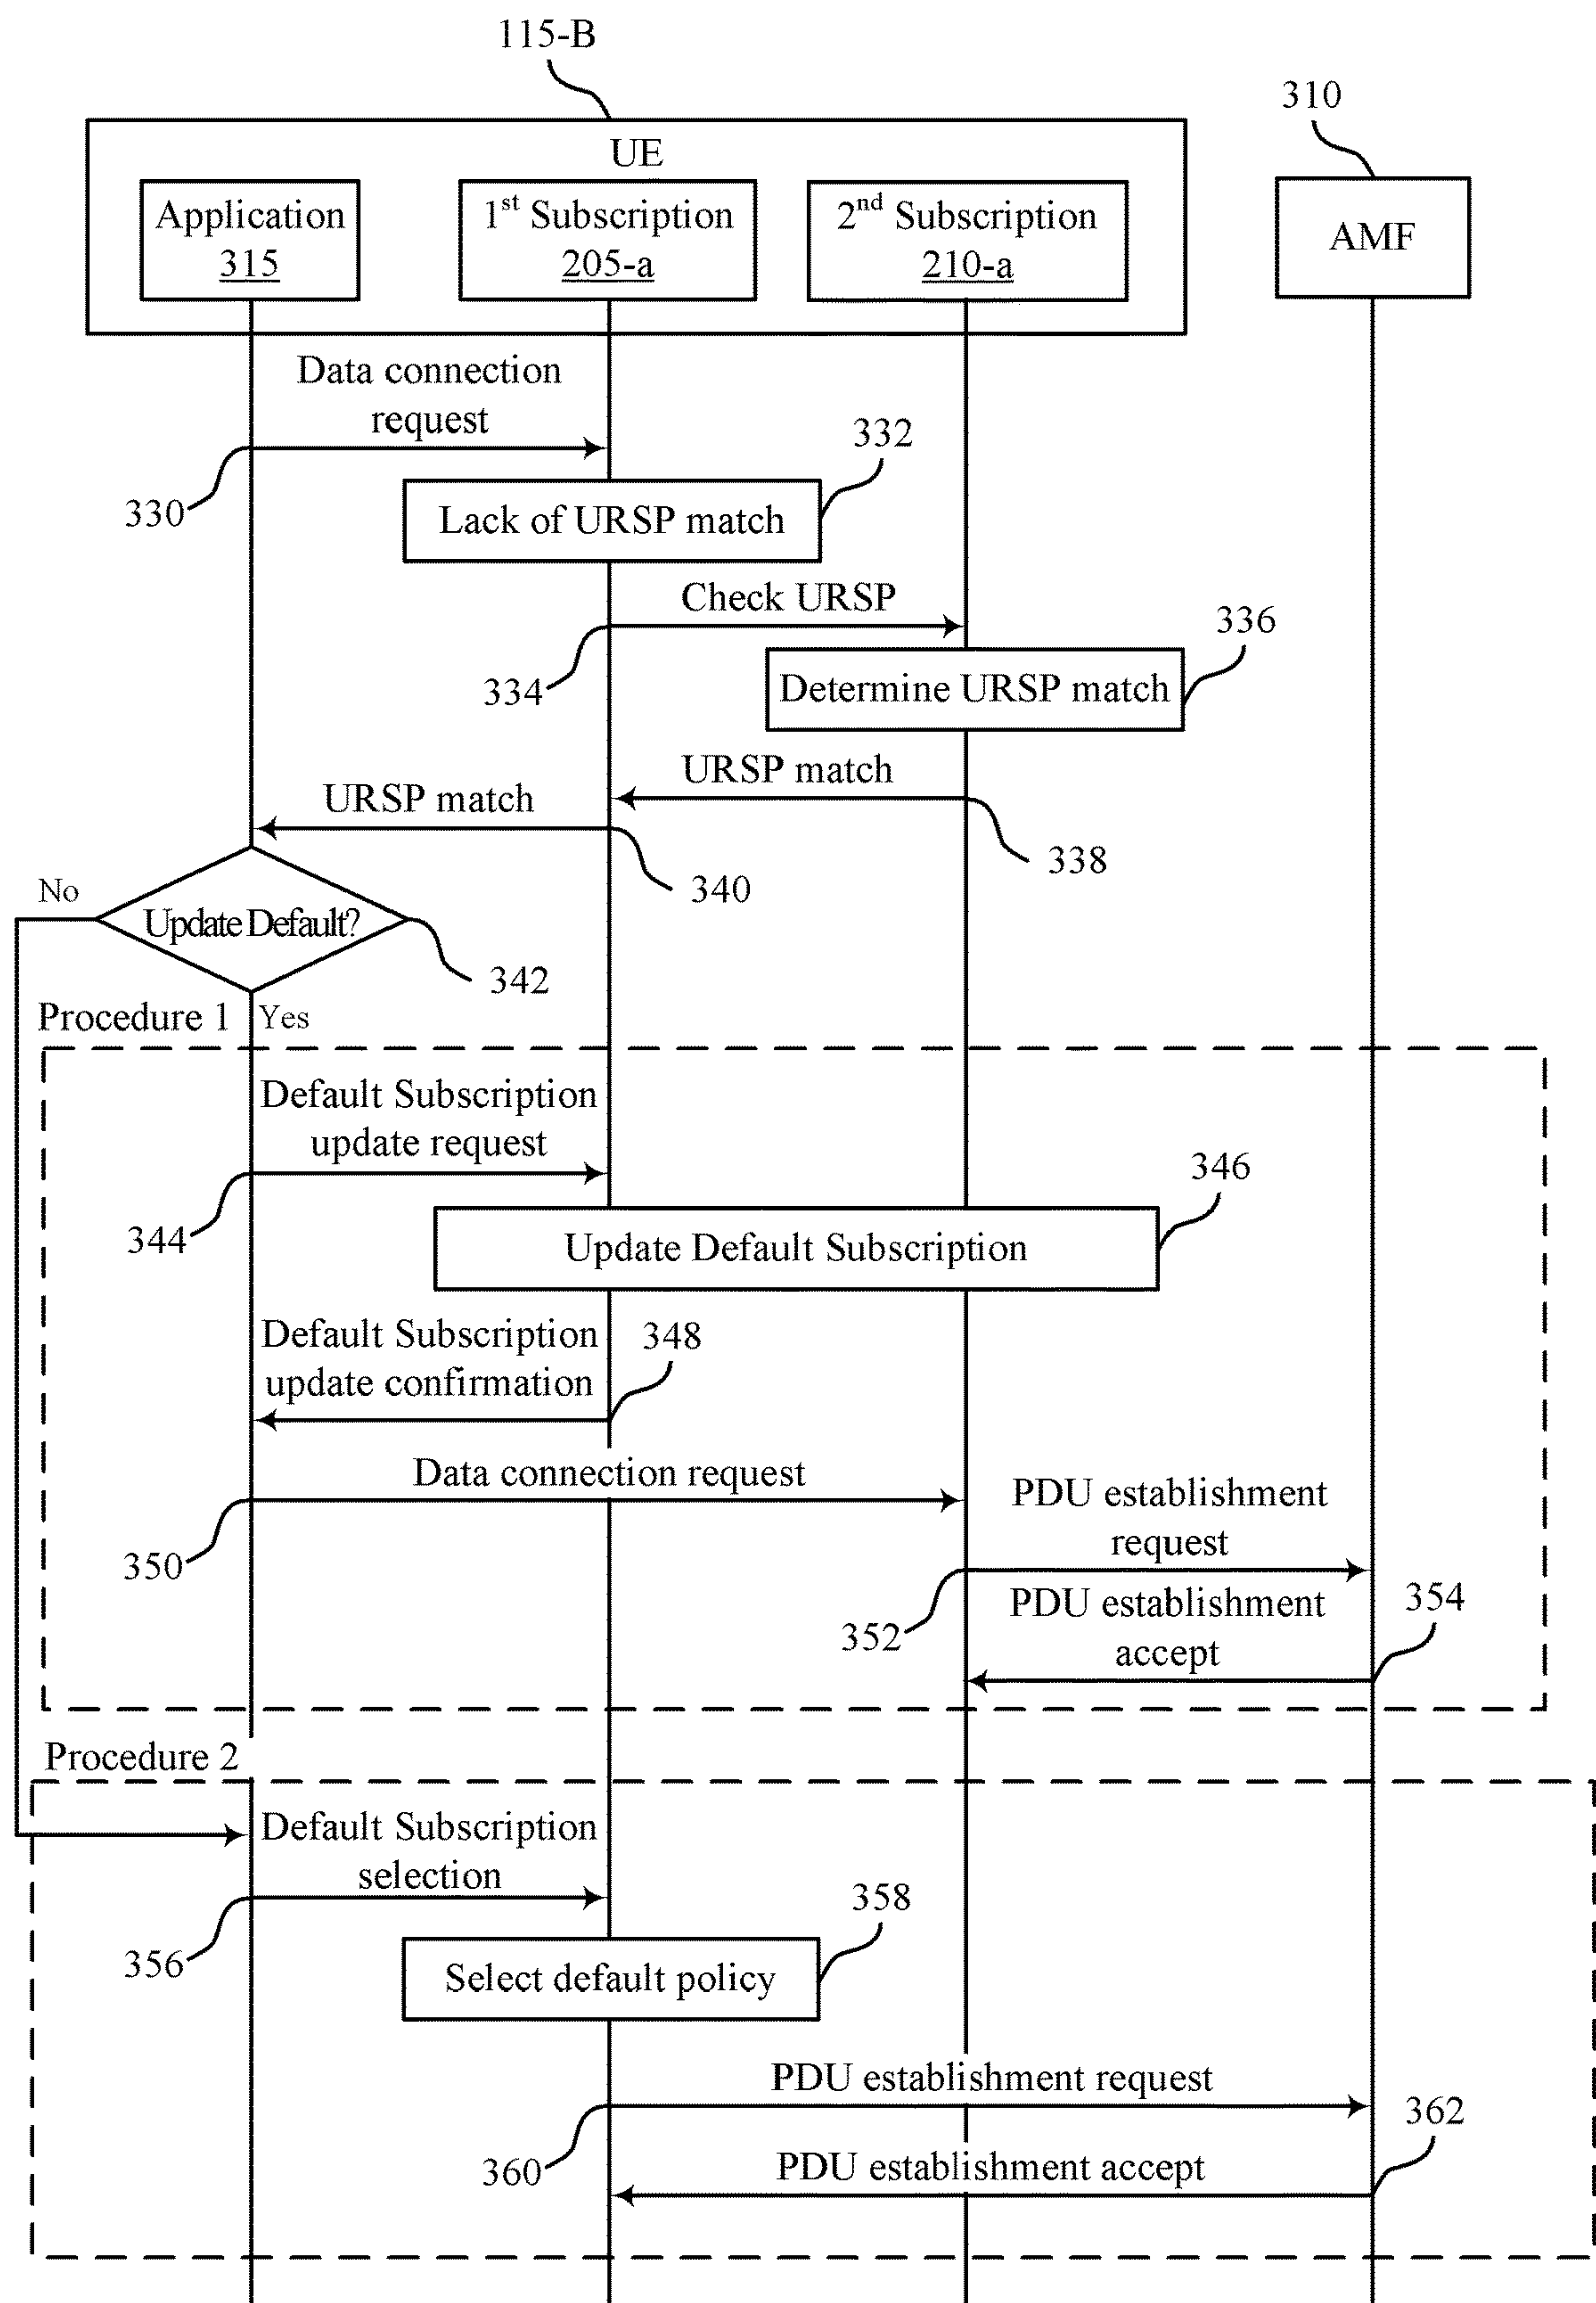 115-B
310
UE
Application
315
1st Subscription
205-a
2nd Subscription
210-a
AMF
Data connection
request
330
332
Lack of URSP match
Check URSP
334
336
Determine URSP match
URSP match
338
URSP match
340
No
Update Default?
342
Procedure 1
Yes
Default Subscription
update request
344
346
Update Default Subscription
Default Subscription
update confirmation
348
Data connection request
350
PDU establishment
request
352
PDU establishment
accept
354
Procedure 2
Default Subscription
selection
356
358
Select default policy
PDU establishment request
360
362
PDU establishment accept